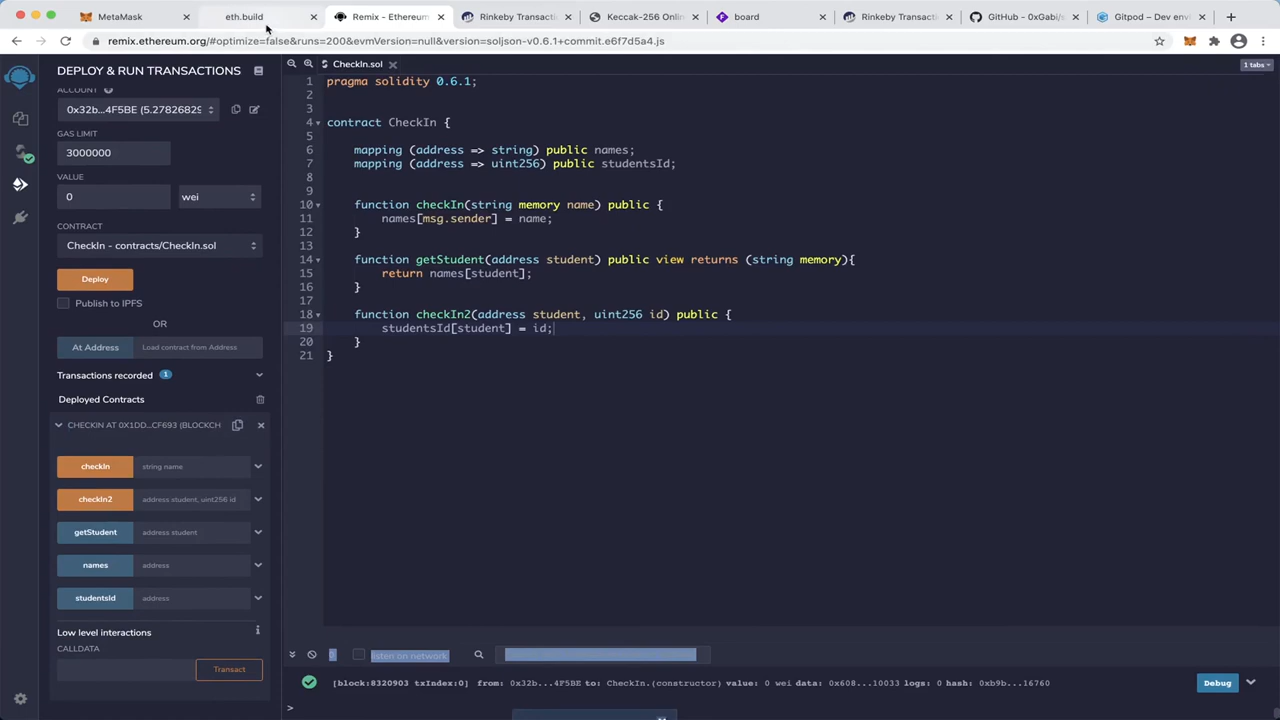 MetaMask
eth.build
Remix - Ethereum
Rinkeby Transactic
Keccak-256 Onlin
board
Rinkeby Transactic
GitHub - 0xGabi/s
Gitpod – Dev envi
remix.ethereum.org/#optimize=false&runs=200&evmVersion=null&version=soljson-v0.6.1+commit.e6f7d5a4.js
DEPLOY & RUN TRANSACTIONS
ACCOUNT
0x32b...4F5BE (5.27826829
GAS LIMIT
3000000
VALUE
0
wei
CONTRACT
CheckIn - contracts/CheckIn.sol
Deploy
Publish to IPFS
OR
At Address
Load contract from Address
Transactions recorded 1
Deployed Contracts
CHECKIN AT 0X1DD...CF693 (BLOCKCH
checkIn
string name
checkIn2
address student, uint256 id
getStudent
address student
names
address
studentsId
address
Low level interactions
i
CALLDATA
Transact
CheckIn.sol
1 tabs
1 pragma solidity 0.6.1;
2
3
4 contract CheckIn {
5
6 mapping (address => string) public names;
7 mapping (address => uint256) public studentsId;
8
9
10 function checkIn(string memory name) public {
11 names[msg.sender] = name;
12 }
13
14 function getStudent(address student) public view returns (string memory){
15 return names[student];
16 }
17
18 function checkIn2(address student, uint256 id) public {
19 studentsId[student] = id;
20 }
21 }
0
listen on network
[block:8320903 txIndex:0] from: 0x32b...4F5BE to: CheckIn.(constructor) value: 0 wei data: 0x608...10033 logs: 0 hash: 0xb9b...16760
Debug
>